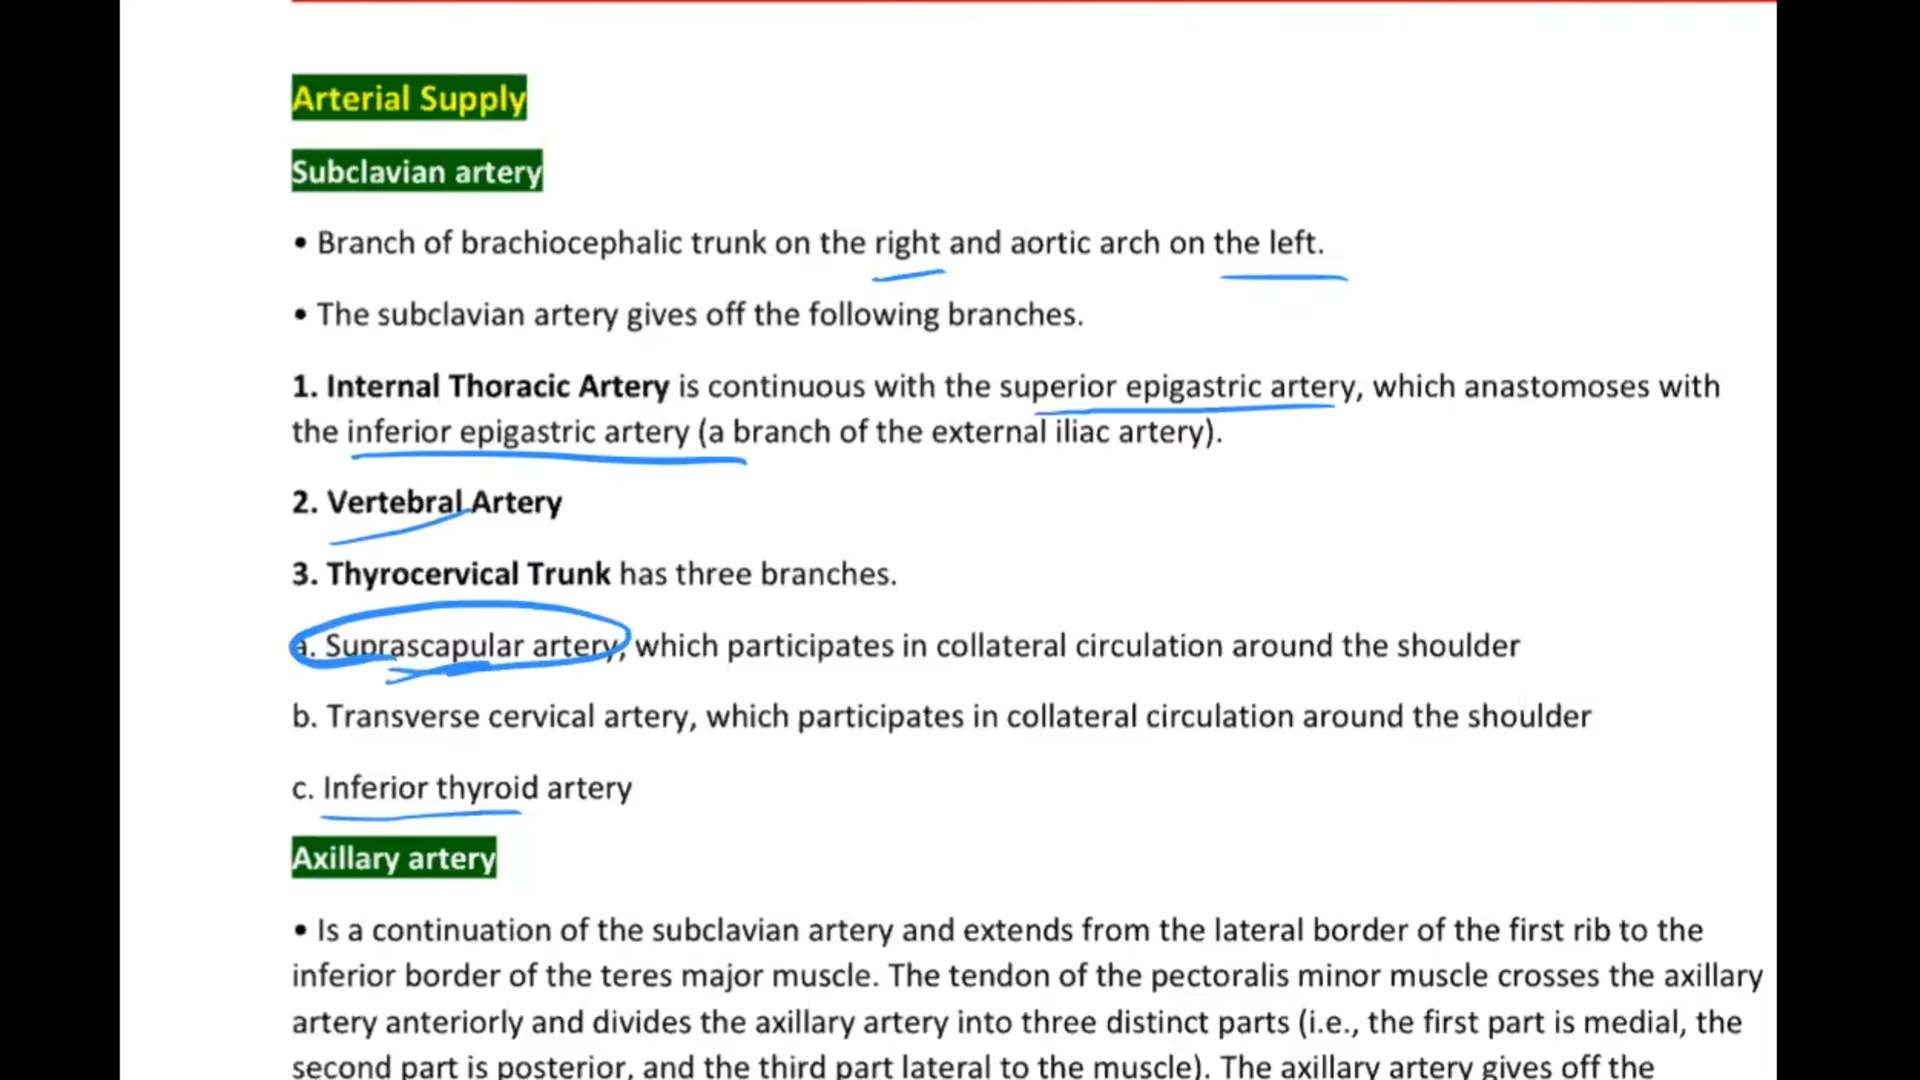 Arterial Supply
Subclavian artery
• Branch of brachiocephalic trunk on the right and aortic arch on the left.
• The subclavian artery gives off the following branches.
1. Internal Thoracic Artery is continuous with the superior epigastric artery, which anastomoses with
the inferior epigastric artery (a branch of the external iliac artery).
2. Vertebral Artery
3. Thyrocervical Trunk has three branches.
a. Suprascapular artery, which participates in collateral circulation around the shoulder
b. Transverse cervical artery, which participates in collateral circulation around the shoulder
c. Inferior thyroid artery
Axillary artery
• Is a continuation of the subclavian artery and extends from the lateral border of the first rib to the
inferior border of the teres major muscle. The tendon of the pectoralis minor muscle crosses the axillary
artery anteriorly and divides the axillary artery into three distinct parts (i.e., the first part is medial, the
second part is posterior, and the third part lateral to the muscle). The axillary artery gives off the